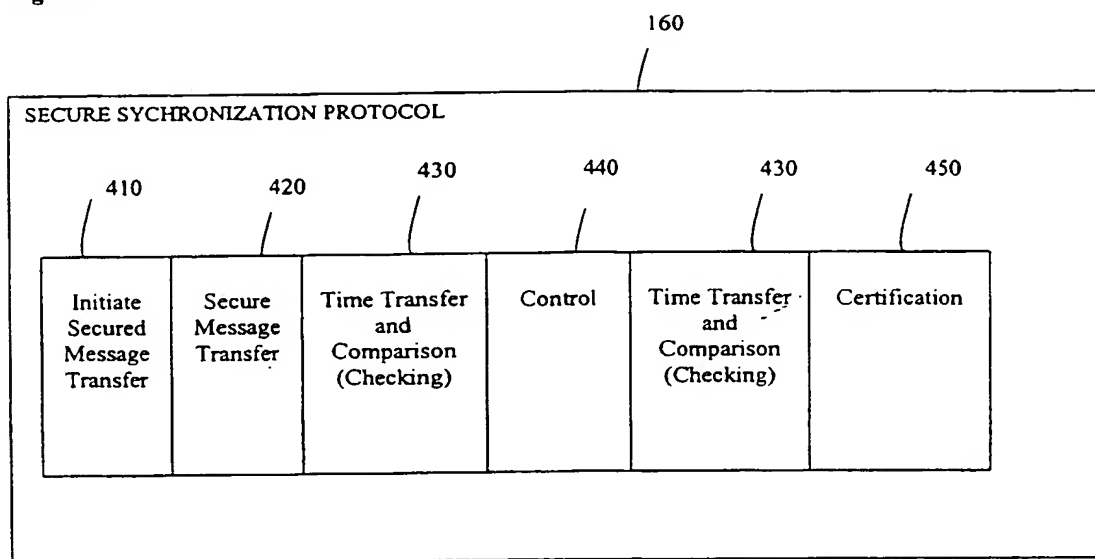 160
SECURE SYCHRONIZATION PROTOCOL
410
420
430
440
430
450
Initiate
Secured
Message
Transfer
Secure
Message
Transfer
Time Transfer
and
Comparison
(Checking)
Control
Time Transfer
and
Comparison
(Checking)
Certification